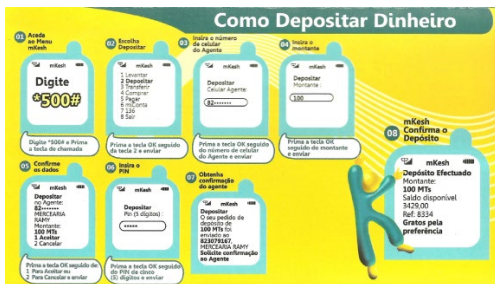 Como Depositar Dinheiro
01 Aceda
ao Menu
mKesh
mKesh
Digite
*500#
Digite *500# e Prima
a tecla de chamada
02 Escolha
Depositar
mKesh
1 Levantar
2 Depositar
3 Transferir
4 Comprar
5 Pagar
6 mConta
7 136
8 Sair
Prima a tecla OK seguido
de tecla 2 e enviar
03 Insira o número
de celular
do Agente
mKesh
Depositar
Celular Agente:
82•••••••
Prima a tecla OK seguido
do número de celular
do Agente e enviar
04 Insira o
montante
mKesh
Depositar
Montante:
100
Prima a tecla OK seguido
do montante
e enviar
05 Confirme
os dados
mKesh
Depositar
no Agente:
82•••••••
MERCEARIA
RAMY
Montante:
100 MTs
1 Aceitar
2 Cancelar
Prima a tecla OK seguido de
1 Para Aceitar ou
2 Para Cancelar e enviar
06 Insira o
PIN
mKesh
Depositar
Pin (5 dígitos) :
•••••
Prima a tecla OK seguido
do PIN de cinco
(5) dígitos e enviar
07 Obtenha
confirmação
do agente
mKesh
Depositar
O seu pedido de
depósito de
100 MTs foi
enviado ao
823079167,
MERCEARIA RAMY
Solicite confirmação
ao Agente
08 mKesh
Confirma o
Depósito
mKesh
Depósito Efectuado
Montante:
100 MTs
Saldo disponível
3429,00
Ref: 8334
Gratos pela
preferência